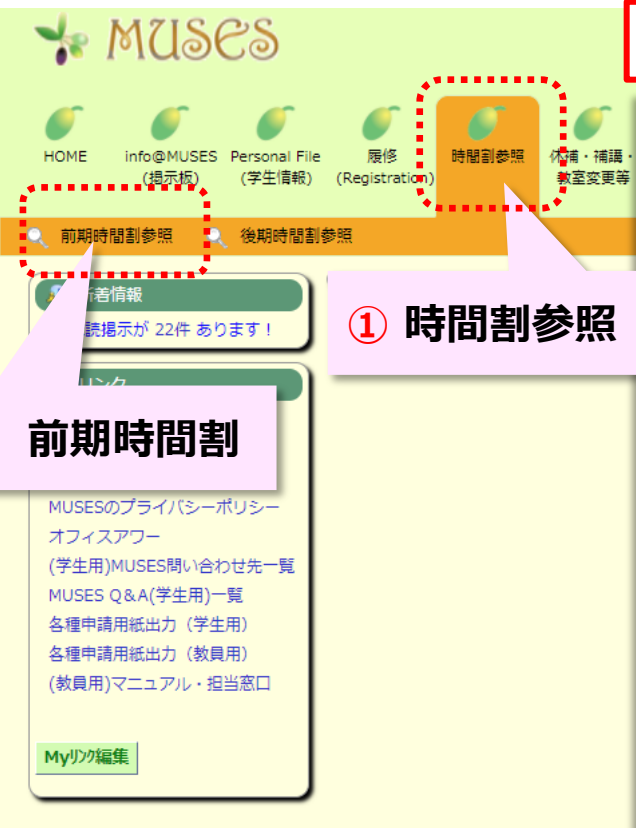 MUSES
HOME
info@MUSES
(掲示板)
Personal File
(学生情報)
履修
(Registration)
時間割参照
休補・補講・
教室変更等
前期時間割参照
後期時間割参照
新着情報
読掲示が 22件 あります！
① 時間割参照
リンク
前期時間割
MUSESのプライバシーポリシー
オフィスアワー
(学生用)MUSES問い合わせ先一覧
MUSES Q&A(学生用)一覧
各種申請用紙出力（学生用）
各種申請用紙出力（教員用）
(教員用)マニュアル・担当窓口
Myリンク編集